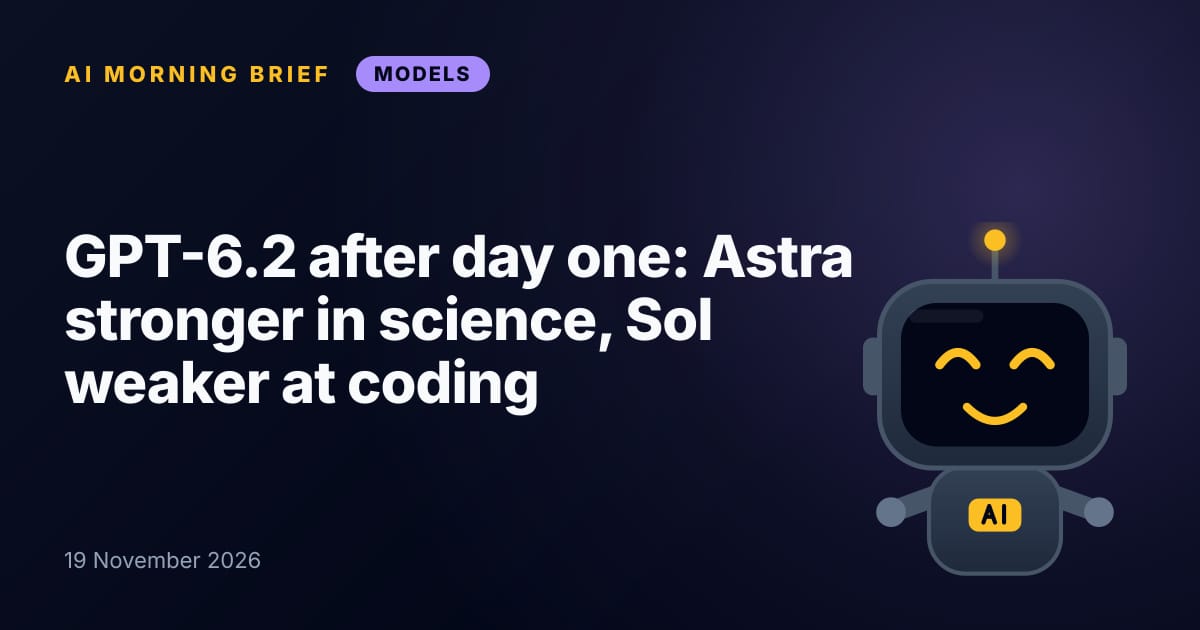 AI MORNING BRIEF
MODELS
GPT-6.2 after day one: Astra
stronger in science, Sol
weaker at coding
AI
19 November 2026